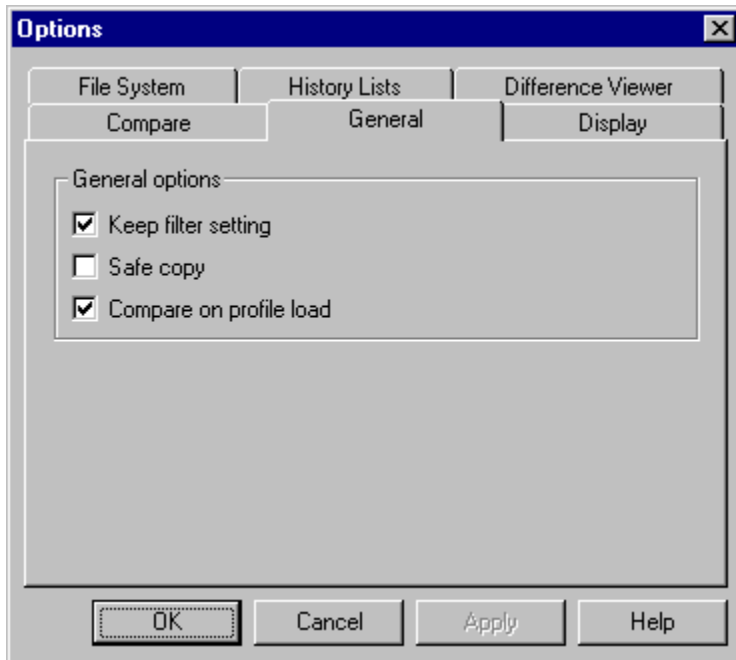 Options
File System History Lists Difference Viewer
Compare General Display
General options
Keep filter setting
Safe copy
Compare on profile load
OK Cancel Apply Help